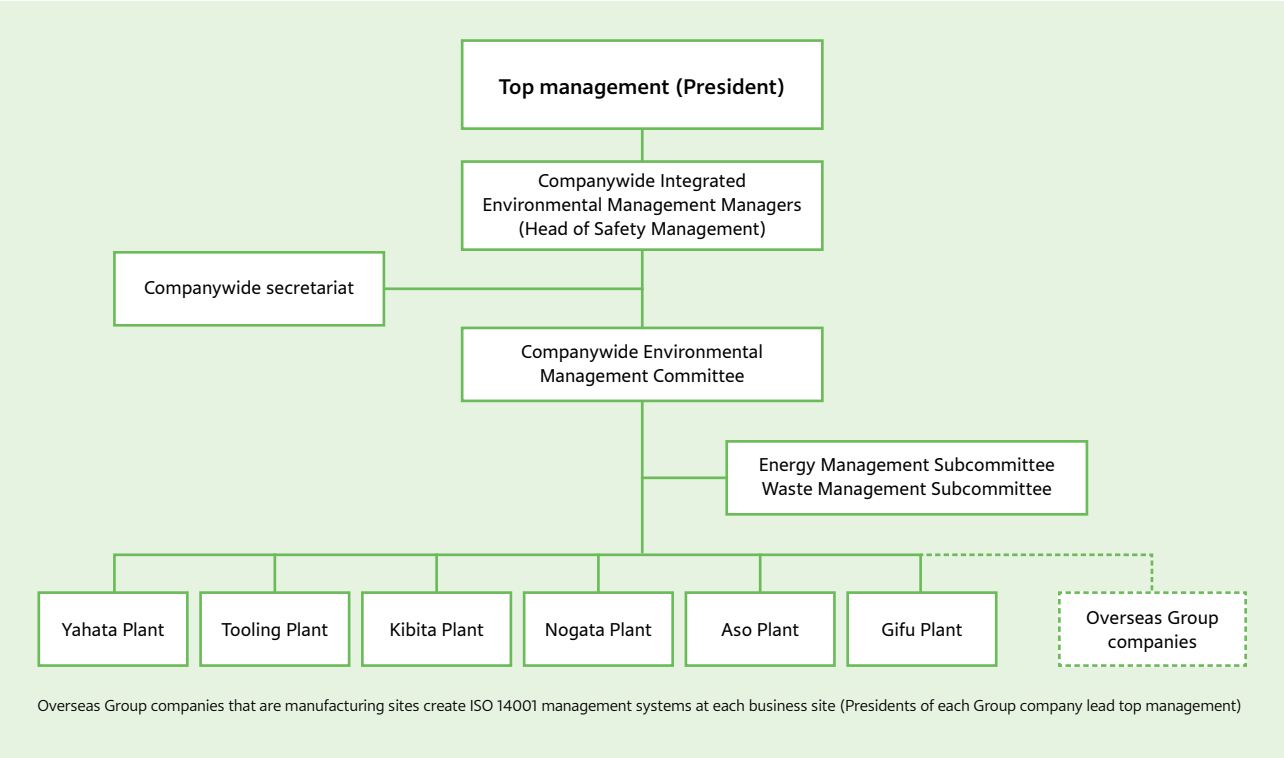 Top management (President)
Companywide Integrated
Environmental Management Managers
(Head of Safety Management)
Companywide secretariat
Companywide Environmental
Management Committee
Energy Management Subcommittee
Waste Management Subcommittee
Yahata Plant
Tooling Plant
Kibita Plant
Nogata Plant
Aso Plant
Gifu Plant
Overseas Group
companies
Overseas Group companies that are manufacturing sites create ISO 14001 management systems at each business site (Presidents of each Group company lead top management)